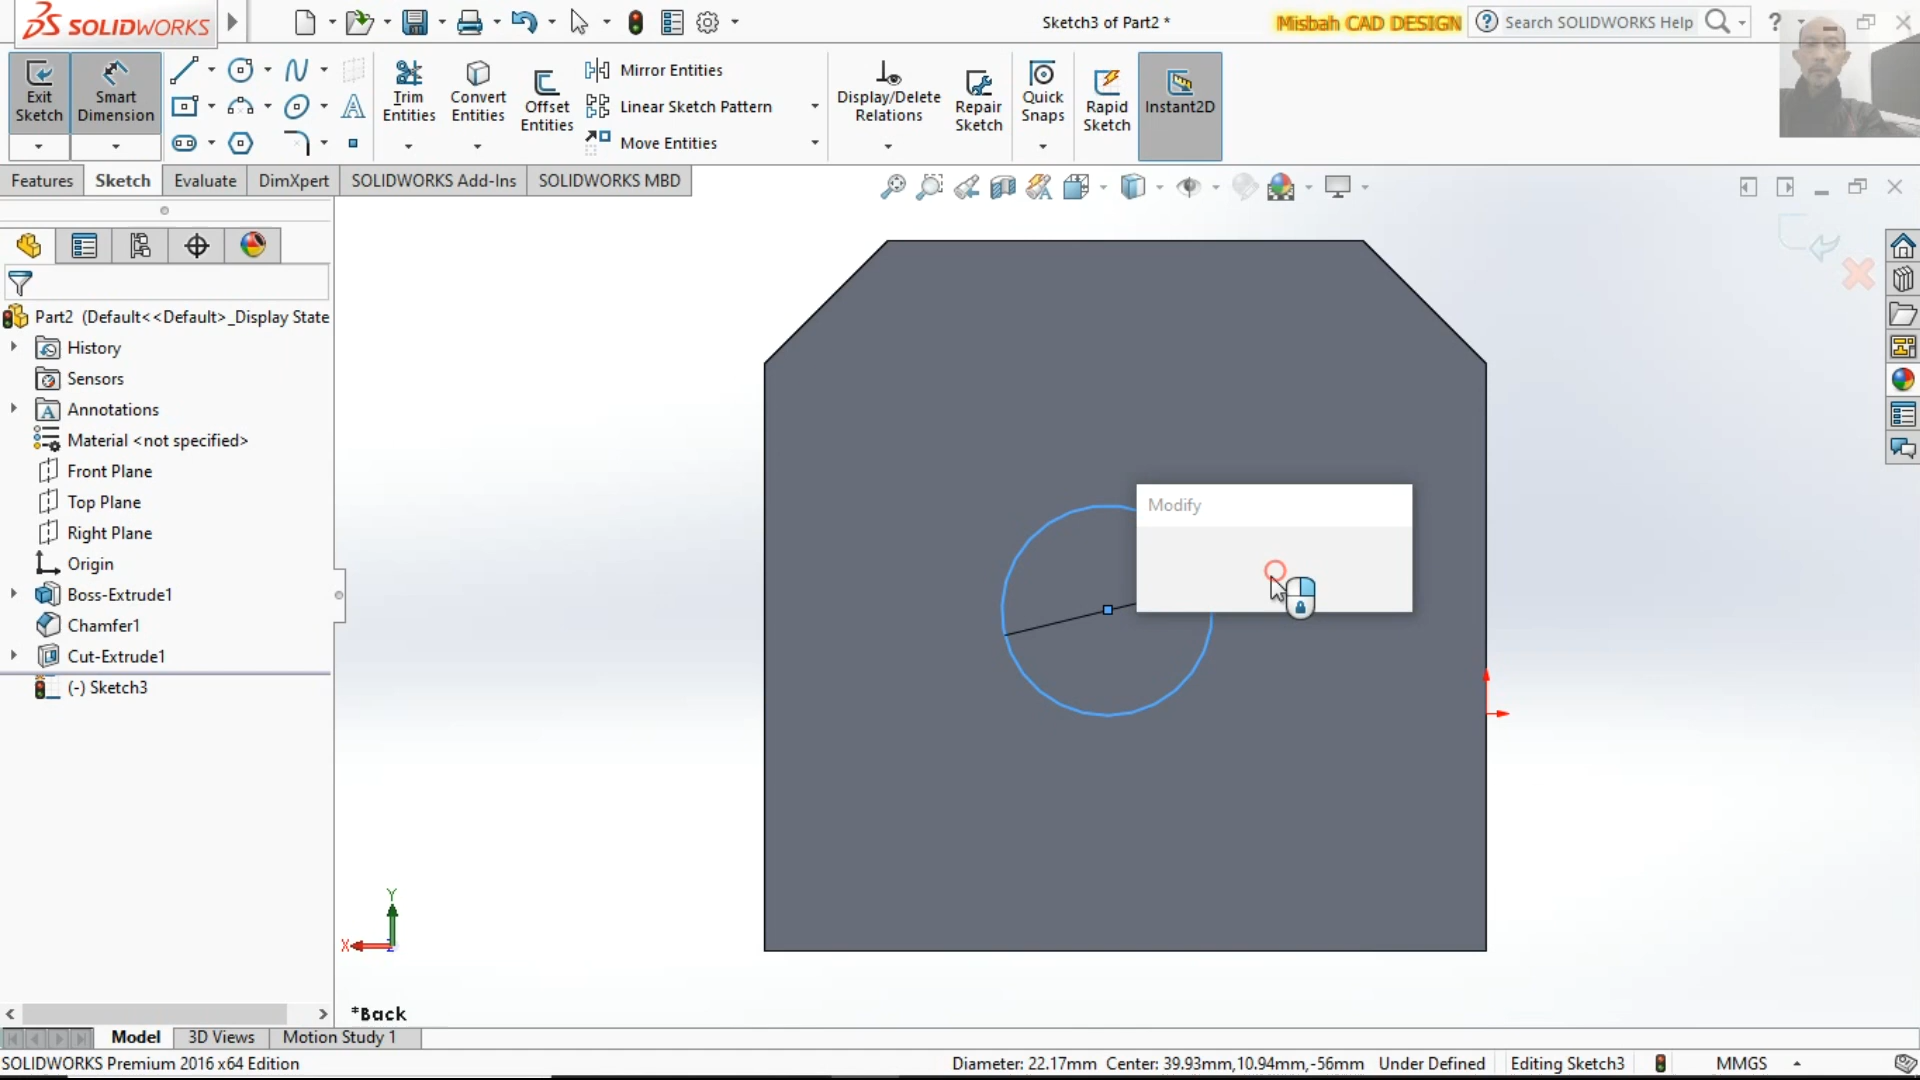 SOLIDWORKS
Sketch3 of Part2 *
Misbah CAD DESIGN
Search SOLIDWORKS Help
Exit Sketch
Smart Dimension
Trim Entities
Convert Entities
Offset Entities
Mirror Entities
Linear Sketch Pattern
Move Entities
Display/Delete Relations
Repair Sketch
Quick Snaps
Rapid Sketch
Instant2D
Features
Sketch
Evaluate
DimXpert
SOLIDWORKS Add-Ins
SOLIDWORKS MBD
Part2 (Default<<Default>_Display State
History
Sensors
Annotations
Material <not specified>
Front Plane
Top Plane
Right Plane
Origin
Boss-Extrude1
Chamfer1
Cut-Extrude1
(-) Sketch3
Modify
Y
X
*Back
Model
3D Views
Motion Study 1
SOLIDWORKS Premium 2016 x64 Edition
Diameter: 22.17mm Center: 39.93mm,10.94mm,-56mm
Under Defined
Editing Sketch3
MMGS